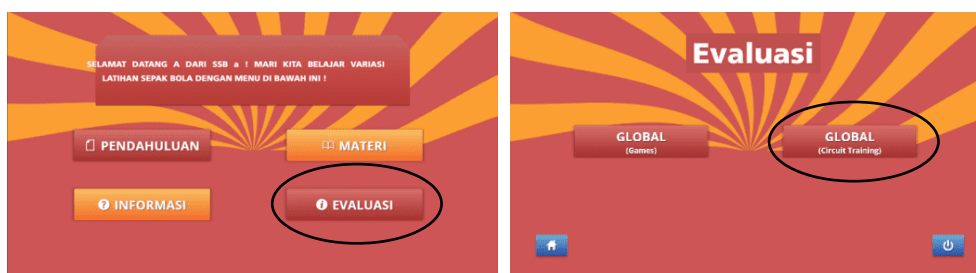 SELAMAT DATANG A DARI SSB a ! MARI KITA BELAJAR VARIASI
LATIHAN SEPAK BOLA DENGAN MENU DI BAWAH INI !
PENDAHULUAN
MATERI
INFORMASI
EVALUASI
Evaluasi
GLOBAL
(Games)
GLOBAL
(Circuit Training)